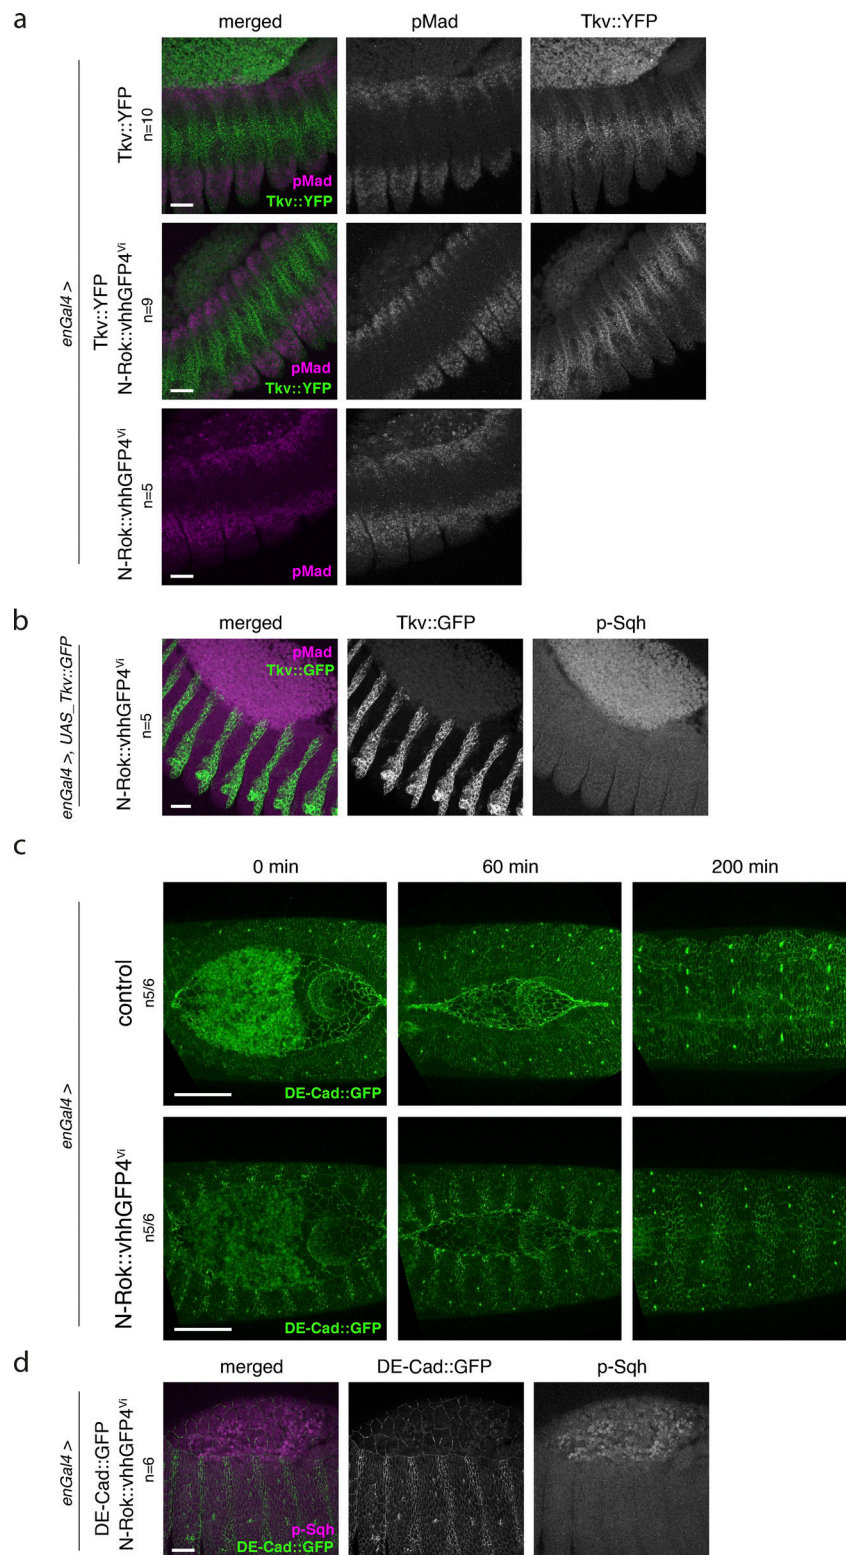 a
merged pMad Tkv::YFP
enGal4 >
Tkv::YFP
n=10
pMad
Tkv::YFP
Tkv::YFP
N-Rok::vhhGFP4Vi
n=9
pMad
Tkv::YFP
N-Rok::vhhGFP4Vi
n=5
pMad
b
merged Tkv::GFP p-Sqh
enGal4 >, UAS_Tkv::GFP
N-Rok::vhhGFP4Vi
n=5
pMad
Tkv::GFP
c
0 min 60 min 200 min
enGal4 >
control
n5/6
DE-Cad::GFP
N-Rok::vhhGFP4Vi
n5/6
DE-Cad::GFP
d
merged DE-Cad::GFP p-Sqh
enGal4 >
DE-Cad::GFP
N-Rok::vhhGFP4Vi
n=6
p-Sqh
DE-Cad::GFP